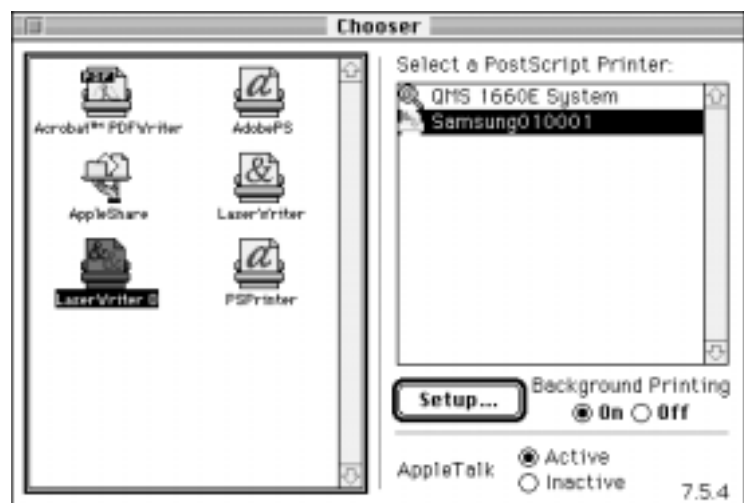 Chooser
Acrobat™ PDFWriter
AdobePS
AppleShare
LaserWriter
LaserWriter 8
PSPrinter
Select a PostScript Printer:
QMS 1660E System
Samsung010001
Setup...
Background Printing
On Off
AppleTalk
Active
Inactive
7.5.4